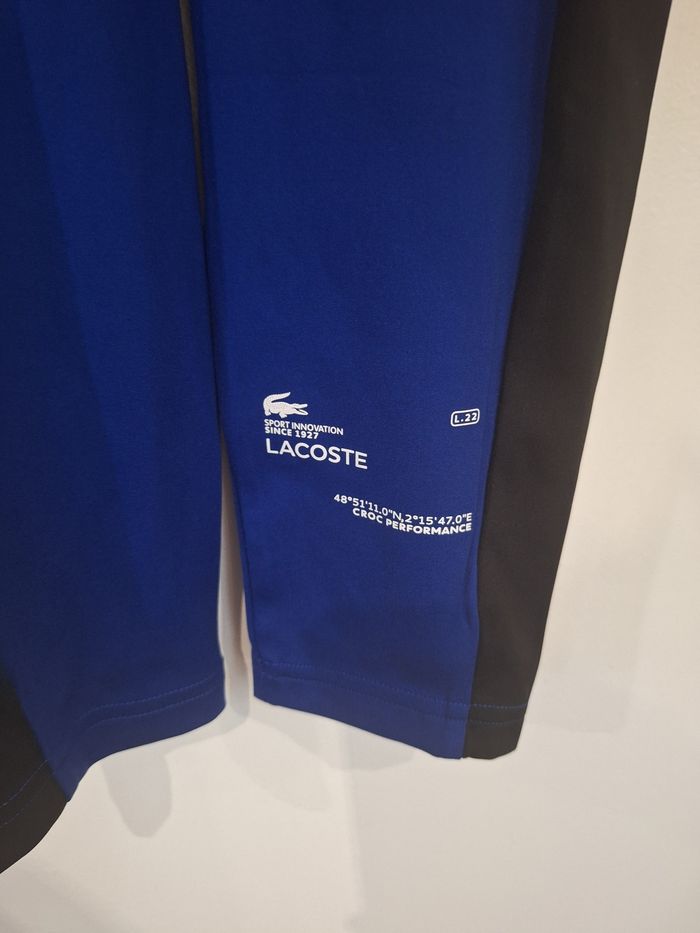 SPORT INNOVATION
SINCE 1927
LACOSTE
L.22
48°51'11.0"N,2°15'47.0"E
CROC PERFORMANCE